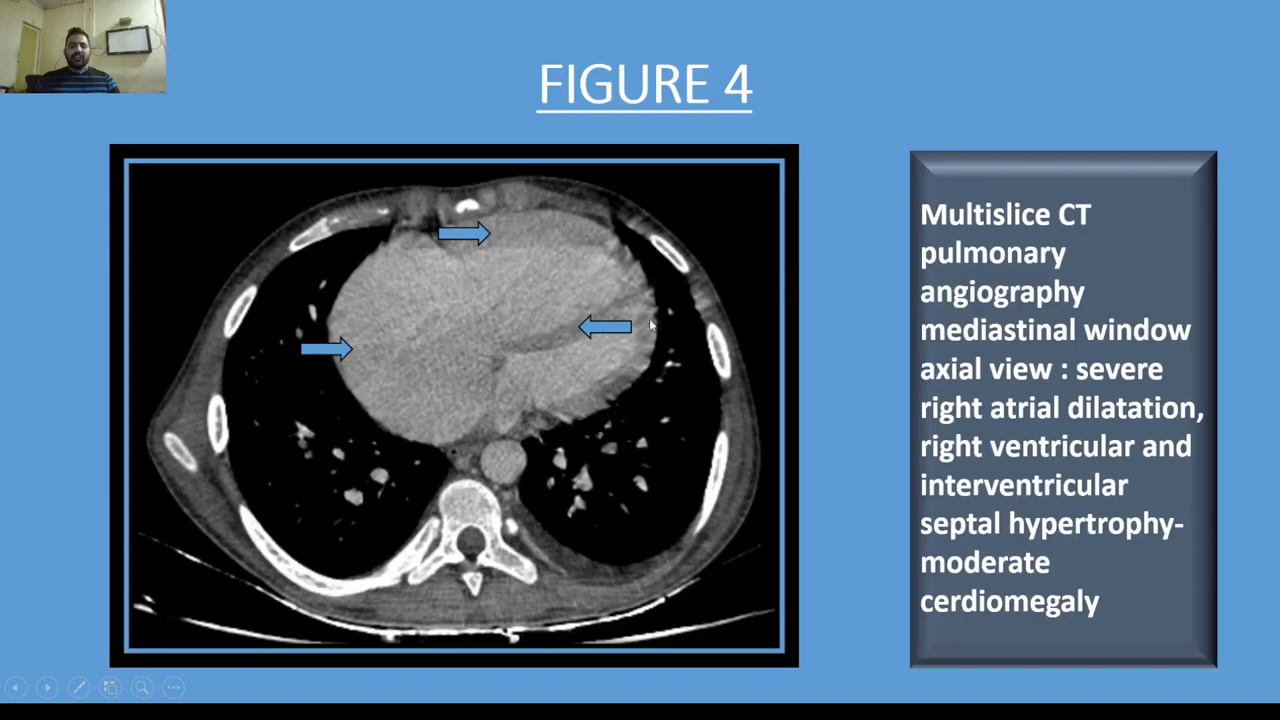 FIGURE 4
Multislice CT
pulmonary
angiography
mediastinal window
axial view : severe
right atrial dilatation,
right ventricular and
interventricular
septal hypertrophy-
moderate
cerdiomegaly